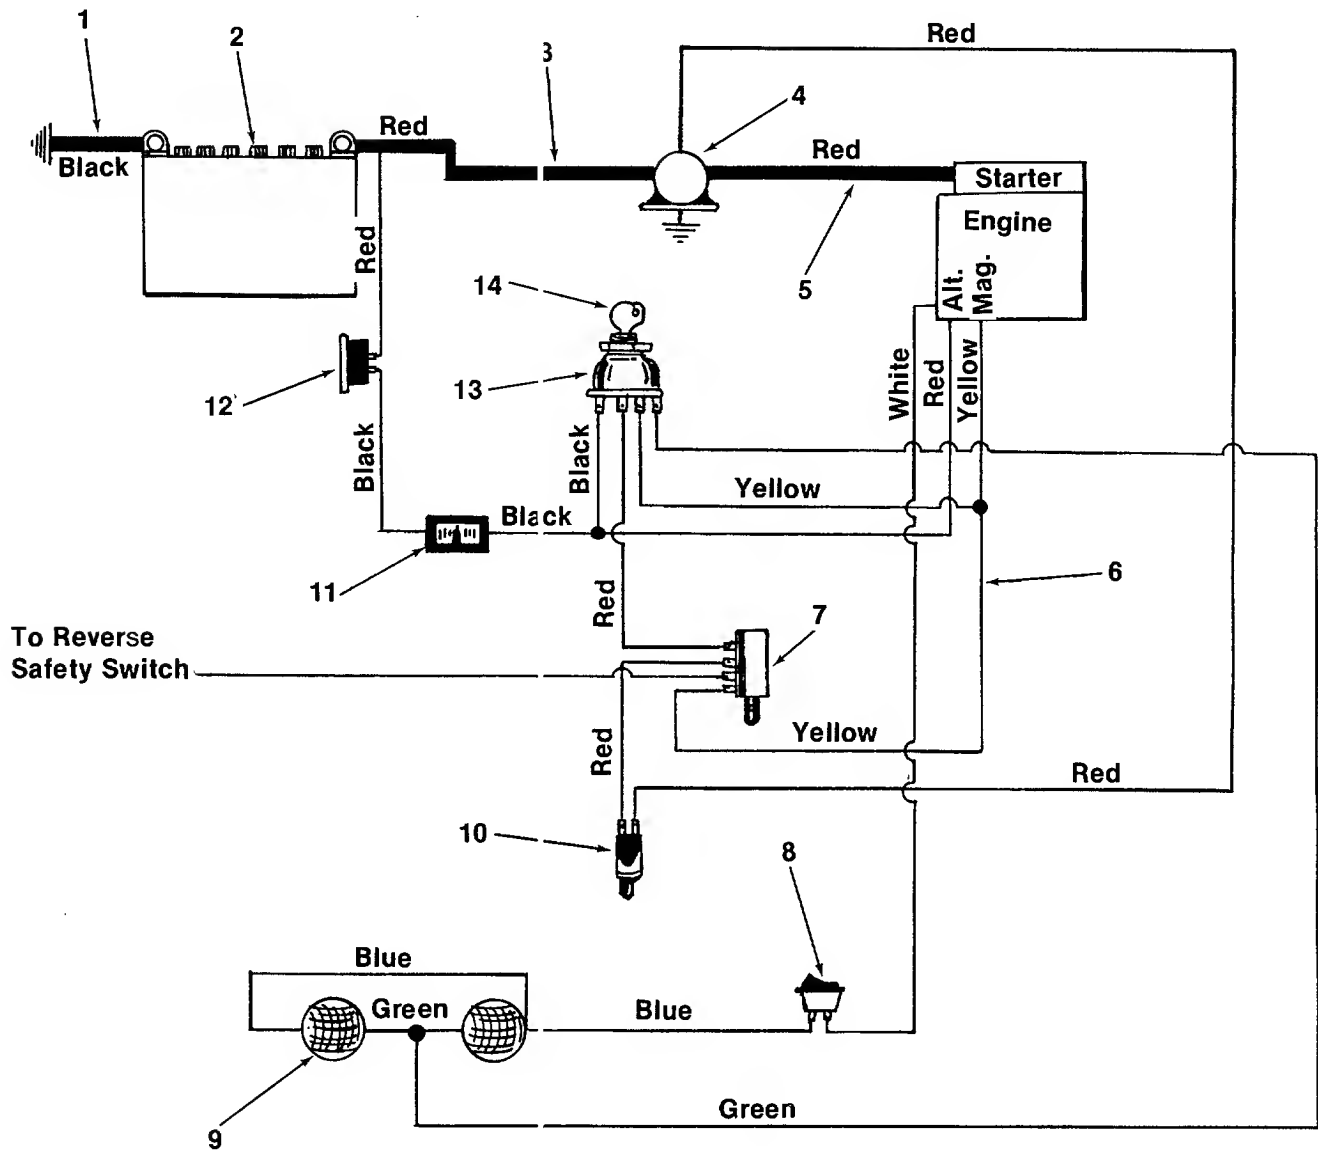 1
2
3
Red
4
Red
Red
Black
Starter
Engine
Alt.
Mag.
Red
5
14
13
12
White
Red
Yellow
Black
Black
Yellow
Black
11
6
Red
7
To Reverse
Safety Switch
Yellow
Red
Red
10
8
Blue
Green
Blue
9
Green